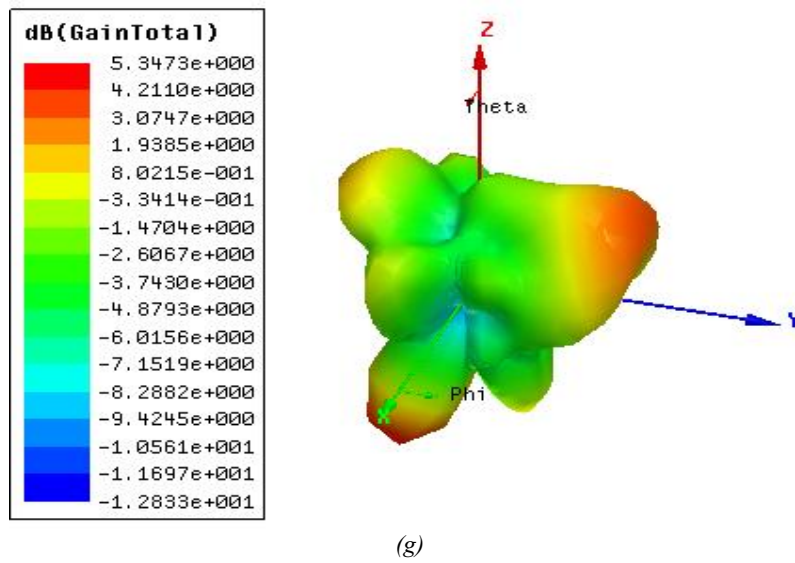 dB(GainTotal)
5.3473e+000
4.2110e+000
3.0747e+000
1.9385e+000
8.0215e-001
-3.3414e-001
-1.4704e+000
-2.6067e+000
-3.7430e+000
-4.8793e+000
-6.0156e+000
-7.1519e+000
-8.2882e+000
-9.4245e+000
-1.0561e+001
-1.1697e+001
-1.2833e+001
Z
Theta
Y
Phi
X
(g)